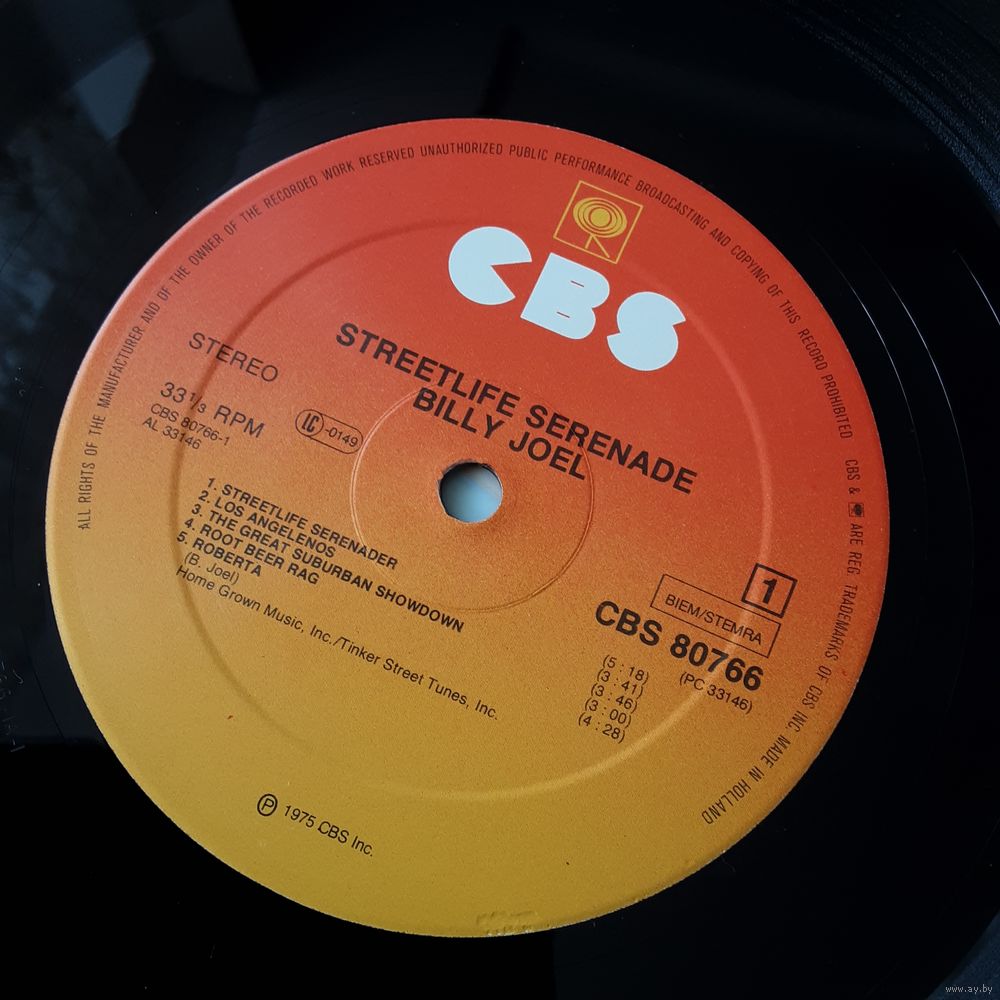 ALL RIGHTS OF THE MANUFACTURER AND OF THE OWNER OF THE RECORDED WORK RESERVED UNAUTHORIZED PUBLIC PERFORMANCE BROADCASTING AND COPYING OF THIS RECORD PROHIBITED CBS & ARE REG. TRADEMARKS OF CBS INC. MADE IN HOLLAND
CBS
STREETLIFE SERENADE
BILLY JOEL
STEREO
33 1/3 RPM
CBS 80766-1
AL 33146
LC -0149
1
BIEM/STEMRA
CBS 80766
(PC 33146)
1. STREETLIFE SERENADER (5 : 18)
2. LOS ANGELENOS (3 : 41)
3. THE GREAT SUBURBAN SHOWDOWN (3 : 46)
4. ROOT BEER RAG (3 : 00)
5. ROBERTA (4 : 28)
(B. Joel)
Home Grown Music, Inc./Tinker Street Tunes, Inc.
℗ 1975 CBS Inc.
www.ay.by